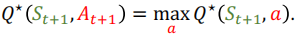 Q*(S_{t+1}, A_{t+1}) = max_a Q*(S_{t+1}, a).